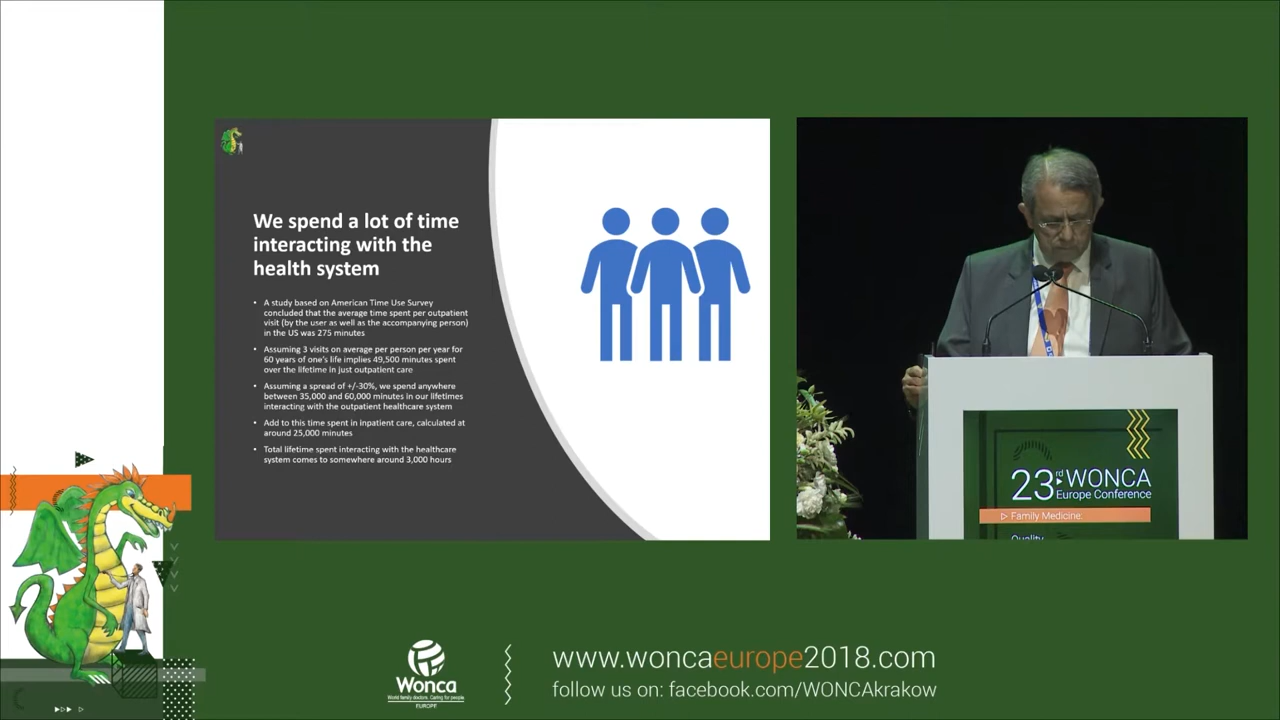 We spend a lot of time
interacting with the
health system
• A study based on American Time Use Survey
concluded that the average time spent per outpatient
visit (by the user as well as the accompanying person)
in the US was 275 minutes
• Assuming 3 visits on average per person per year for
60 years of one's life implies 49,500 minutes spent
over the lifetime in just outpatient care
• Assuming a spread of +/-30%, we spend anywhere
between 35,000 and 60,000 minutes in our lifetimes
interacting with the outpatient healthcare system
• Add to this time spent in inpatient care, calculated at
around 25,000 minutes
• Total lifetime spent interacting with the healthcare
system comes to somewhere around 3,000 hours
23rd WONCA
Europe Conference
Family Medicine:
Quality
Wonca
World family doctors. Caring for people.
EUROPE
www.woncaeurope2018.com
follow us on: facebook.com/WONCAkrakow